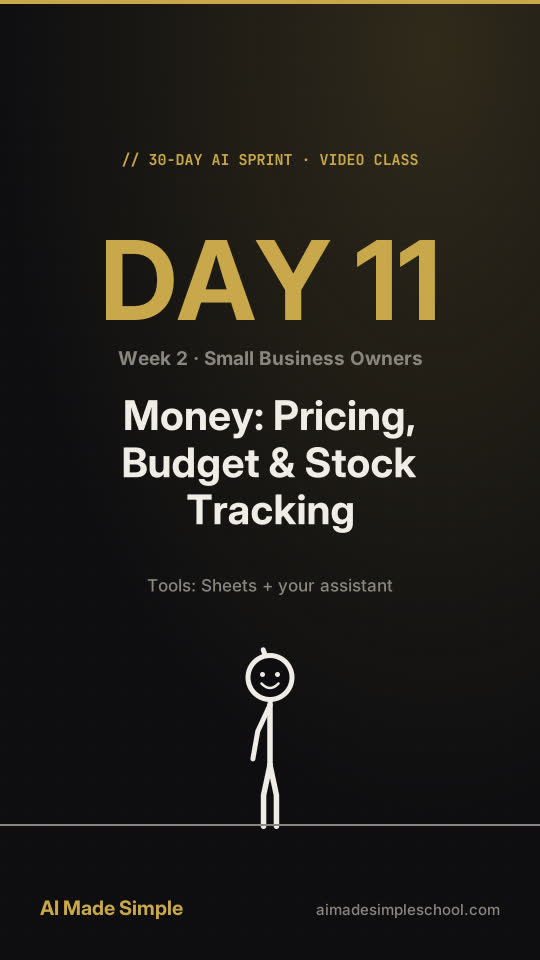 // 30-DAY AI SPRINT · VIDEO CLASS
DAY 11
Week 2 · Small Business Owners
Money: Pricing,
Budget & Stock
Tracking
Tools: Sheets + your assistant
AI Made Simple
aimadesimpleschool.com